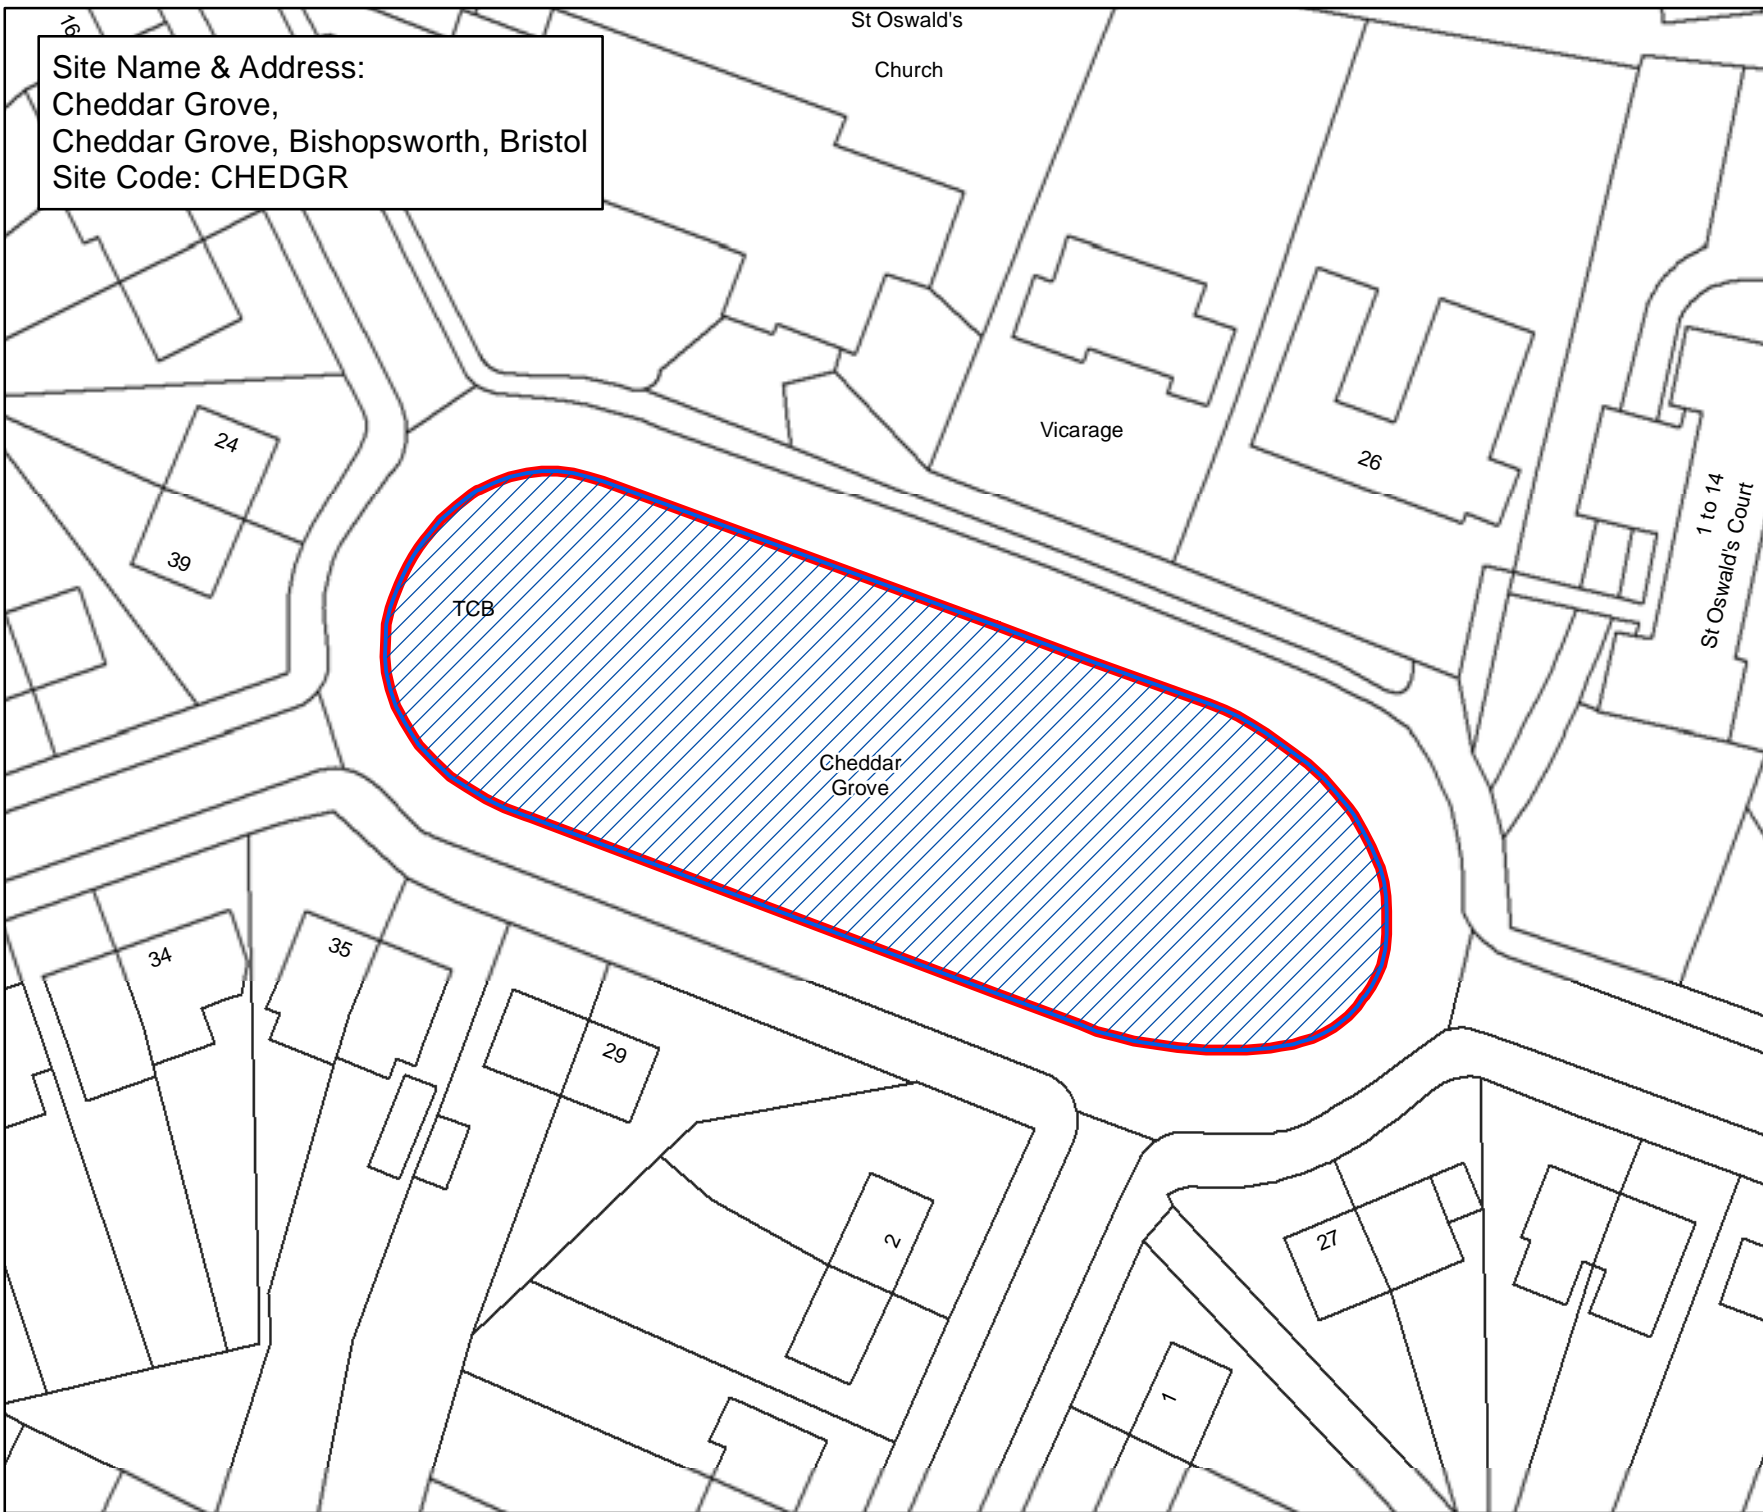 16
Site Name & Address:
Cheddar Grove,
Cheddar Grove, Bishopsworth, Bristol
Site Code: CHEDGR
St Oswald's
Church
Vicarage
26
1 to 14
St Oswald's Court
24
39
TCB
Cheddar
Grove
34
35
29
2
27
1